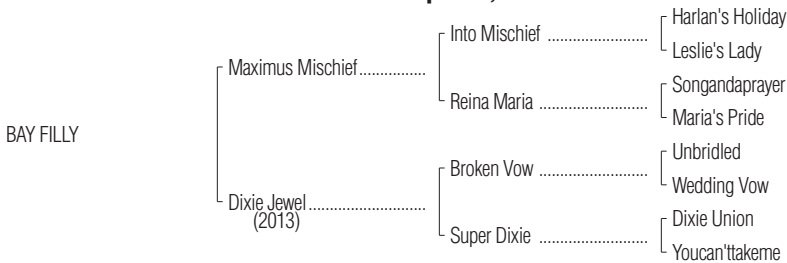 Harlan's Holiday
Into Mischief ........................
Leslie's Lady
Maximus Mischief................
Songandaprayer
Reina Maria ..........................
Maria's Pride
BAY FILLY
Unbridled
Broken Vow ..........................
Wedding Vow
Dixie Jewel............................
(2013)
Dixie Union
Super Dixie ..........................
Youcan'ttakeme